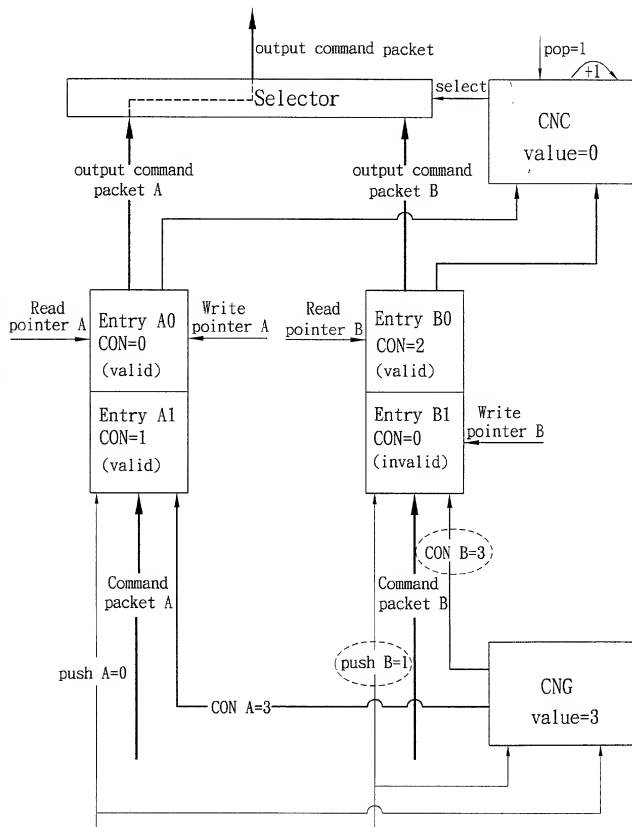 output command packet
pop=1
+1
Selector
select
CNC
value=0
output command
packet A
output command
packet B
Read
pointer A
Entry A0
CON=0
(valid)
Write
pointer A
Read
pointer B
Entry B0
CON=2
(valid)
Entry A1
CON=1
(valid)
Entry B1
CON=0
(invalid)
Write
pointer B
CON B=3
Command
packet A
Command
packet B
push A=0
push B=1
CON A=3
CNG
value=3